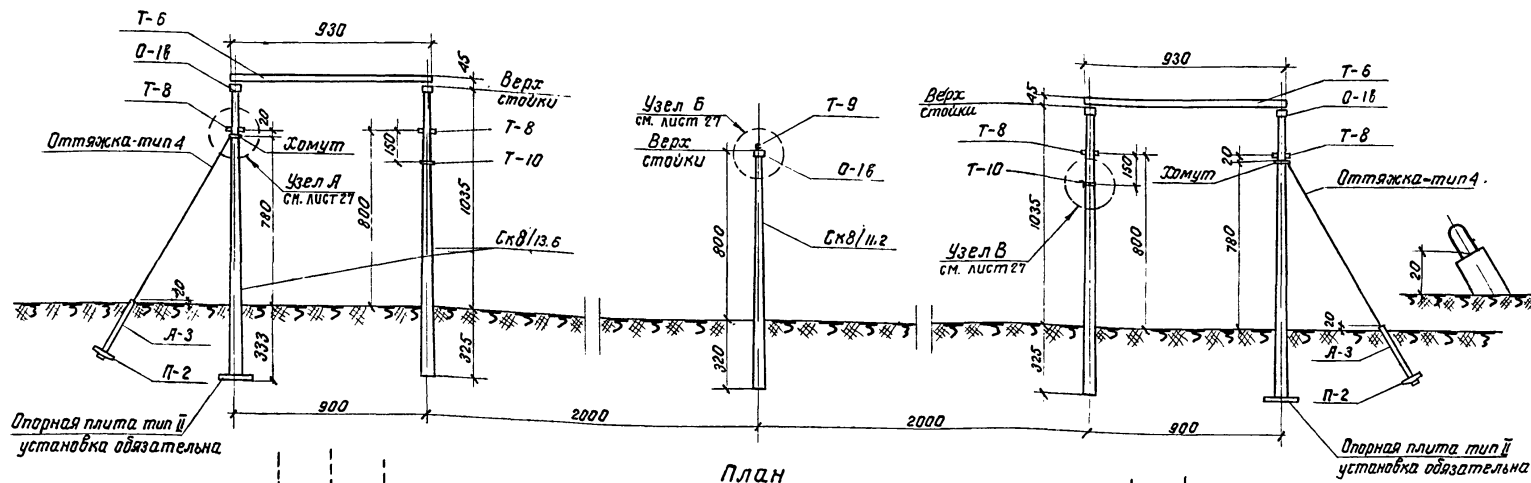 Т-6
930
О-1в
45
Верх
стойки
Т-8
20
Т-8
150
Т-10
Оттяжка-тип 4
Хомут
Узел А
см. лист 27
780
800
1035
Ск8/13.6
20
А-3
333
325
П-2
900
Опорная плита тип II
установка обязательна
Узел Б
см. лист 27
Верх
стойки
Т-9
О-1в
800
Ск8/11.2
320
2000
2000
План
930
45
Т-6
Верх
стойки
О-1в
Т-8
Т-8
150
20
Т-10
Хомут
Оттяжка-тип 4.
1035
800
780
Узел В
см. лист 27
20
20
325
А-3
П-2
900
Опорная плита тип II
установка обязательна